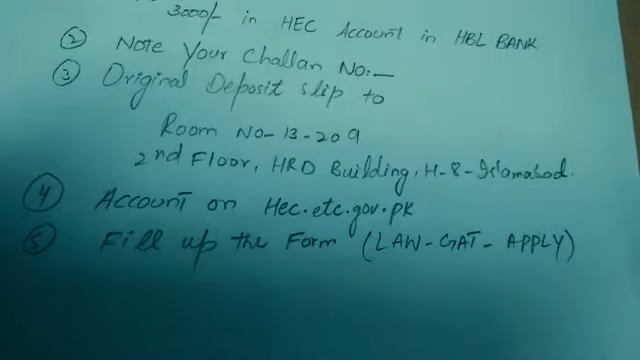 3000/- in HEC Account in HBL BANK
② Note Your Challan No:—
③ Original Deposit slip to
Room No-13-209
2nd Floor, HRD Building, H-8-Islamabad.
④ Account on Hec.etc.gov.pk
⑤ Fill up the Form (LAW-GAT-APPLY)